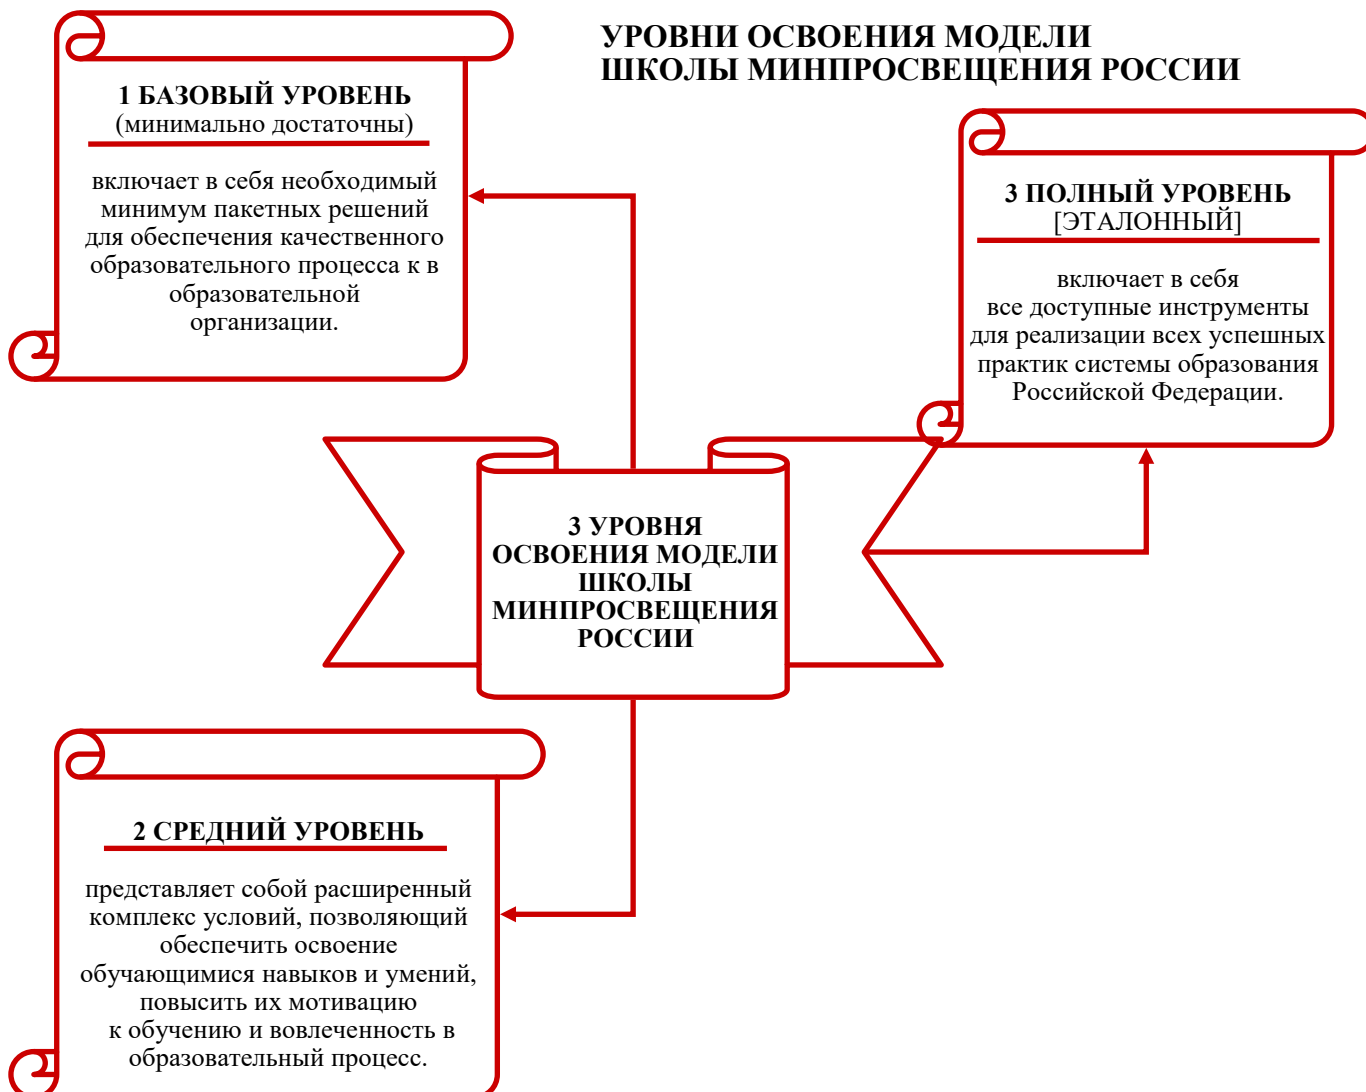 УРОВНИ ОСВОЕНИЯ МОДЕЛИ
ШКОЛЫ МИНПРОСВЕЩЕНИЯ РОССИИ
1 БАЗОВЫЙ УРОВЕНЬ
(минимально достаточны)
включает в себя необходимый
минимум пакетных решений
для обеспечения качественного
образовательного процесса к в
образовательной
организации.
3 ПОЛНЫЙ УРОВЕНЬ
[ЭТАЛОННЫЙ]
включает в себя
все доступные инструменты
для реализации всех успешных
практик системы образования
Российской Федерации.
3 УРОВНЯ
ОСВОЕНИЯ МОДЕЛИ
ШКОЛЫ
МИНПРОСВЕЩЕНИЯ
РОССИИ
2 СРЕДНИЙ УРОВЕНЬ
представляет собой расширенный
комплекс условий, позволяющий
обеспечить освоение
обучающимися навыков и умений,
повысить их мотивацию
к обучению и вовлеченность в
образовательный процесс.